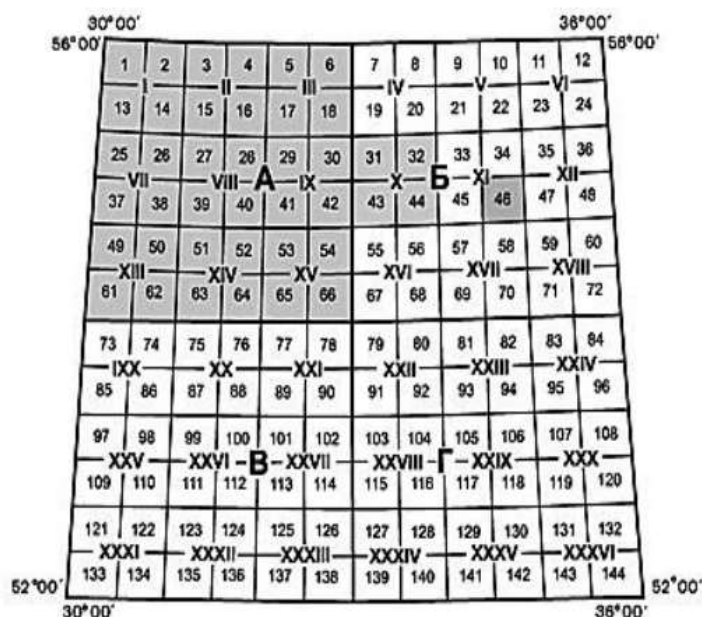 30°00′ 36°00′
56°00′ 56°00′
1 2 3 4 5 6 7 8 9 10 11 12
I II III IV V VI
13 14 15 16 17 18 19 20 21 22 23 24
25 26 27 28 29 30 31 32 33 34 35 36
VII VIII А IX X Б XI XII
37 38 39 40 41 42 43 44 45 46 47 48
49 50 51 52 53 54 55 56 57 58 59 60
XIII XIV XV XVI XVII XVIII
61 62 63 64 65 66 67 68 69 70 71 72
73 74 75 76 77 78 79 80 81 82 83 84
IXX XX XXI XXII XXIII XXIV
85 86 87 88 89 90 91 92 93 94 95 96
97 98 99 100 101 102 103 104 105 106 107 108
XXV XXVI В XXVII XXVIII Г XXIX XXX
109 110 111 112 113 114 115 116 117 118 119 120
121 122 123 124 125 126 127 128 129 130 131 132
XXXI XXXII XXXIII XXXIV XXXV XXXVI
133 134 135 136 137 138 139 140 141 142 143 144
52°00′ 52°00′
30°00′ 36°00′